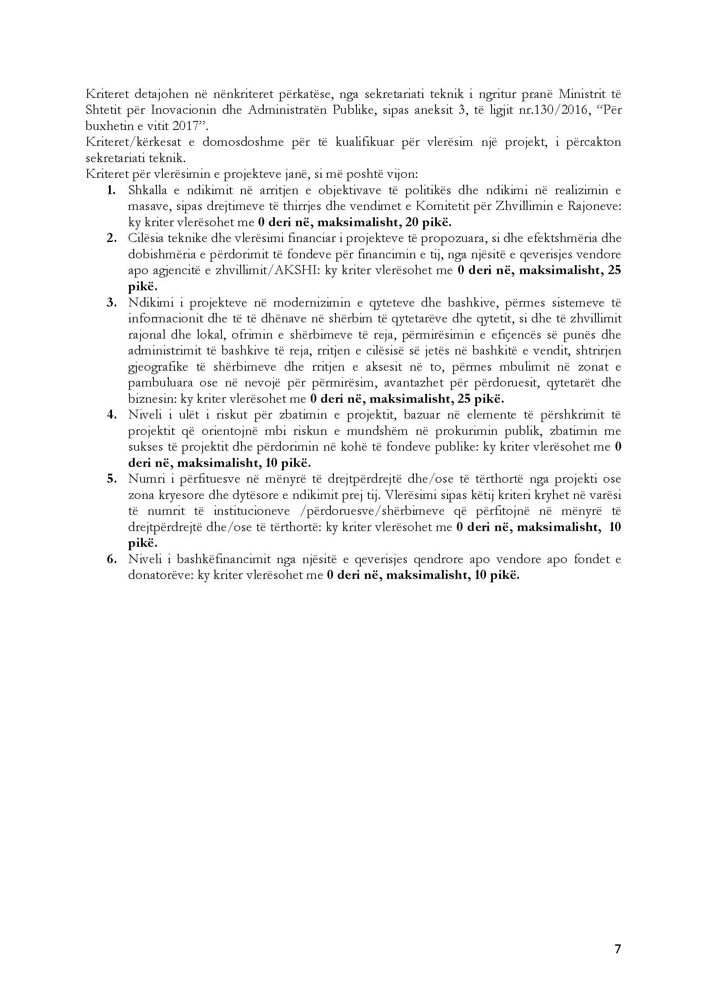 Kriteret detajohen në nënkriteret përkatëse, nga sekretariati teknik i ngritur pranë Ministrit të
Shtetit për Inovacionin dhe Administratën Publike, sipas aneksit 3, të ligjit nr.130/2016, “Për
buxhetin e vitit 2017”.
Kriteret/kërkesat e domosdoshme për të kualifikuar për vlerësim një projekt, i përcakton
sekretariati teknik.
Kriteret për vlerësimin e projekteve janë, si më poshtë vijon:
1. Shkalla e ndikimit në arritjen e objektivave të politikës dhe ndikimi në realizimin e
masave, sipas drejtimeve të thirrjes dhe vendimet e Komitetit për Zhvillimin e Rajoneve:
ky kriter vlerësohet me 0 deri në, maksimalisht, 20 pikë.
2. Cilësia teknike dhe vlerësimi financiar i projekteve të propozuara, si dhe efektshmëria dhe
dobishmëria e përdorimit të fondeve për financimin e tij, nga njësitë e qeverisjes vendore
apo agjencitë e zhvillimit/AKSHI: ky kriter vlerësohet me 0 deri në, maksimalisht, 25
pikë.
3. Ndikimi i projekteve në modernizimin e qyteteve dhe bashkive, përmes sistemeve të
informacionit dhe të të dhënave në shërbim të qytetarëve dhe qytetit, si dhe të zhvillimit
rajonal dhe lokal, ofrimin e shërbimeve të reja, përmirësimin e efiçencës së punës dhe
administrimit të bashkive të reja, rritjen e cilësisë së jetës në bashkitë e vendit, shtrirjen
gjeografike të shërbimeve dhe rritjen e aksesit në to, përmes mbulimit në zonat e
pambuluara ose në nevojë për përmirësim, avantazhet për përdoruesit, qytetarët dhe
biznesin: ky kriter vlerësohet me 0 deri në, maksimalisht, 25 pikë.
4. Niveli i ulët i riskut për zbatimin e projektit, bazuar në elemente të përshkrimit të
projektit që orientojnë mbi riskun e mundshëm në prokurimin publik, zbatimin me
sukses të projektit dhe përdorimin në kohë të fondeve publike: ky kriter vlerësohet me 0
deri në, maksimalisht, 10 pikë.
5. Numri i përfituesve në mënyrë të drejtpërdrejtë dhe/ose të tërthortë nga projekti ose
zona kryesore dhe dytësore e ndikimit prej tij. Vlerësimi sipas këtij kriteri kryhet në varësi
të numrit të institucioneve /përdoruesve/shërbimeve që përfitojnë në mënyrë të
drejtpërdrejtë dhe/ose të tërthortë: ky kriter vlerësohet me 0 deri në, maksimalisht, 10
pikë.
6. Niveli i bashkëfinancimit nga njësitë e qeverisjes qendrore apo vendore apo fondet e
donatorëve: ky kriter vlerësohet me 0 deri në, maksimalisht, 10 pikë.
7